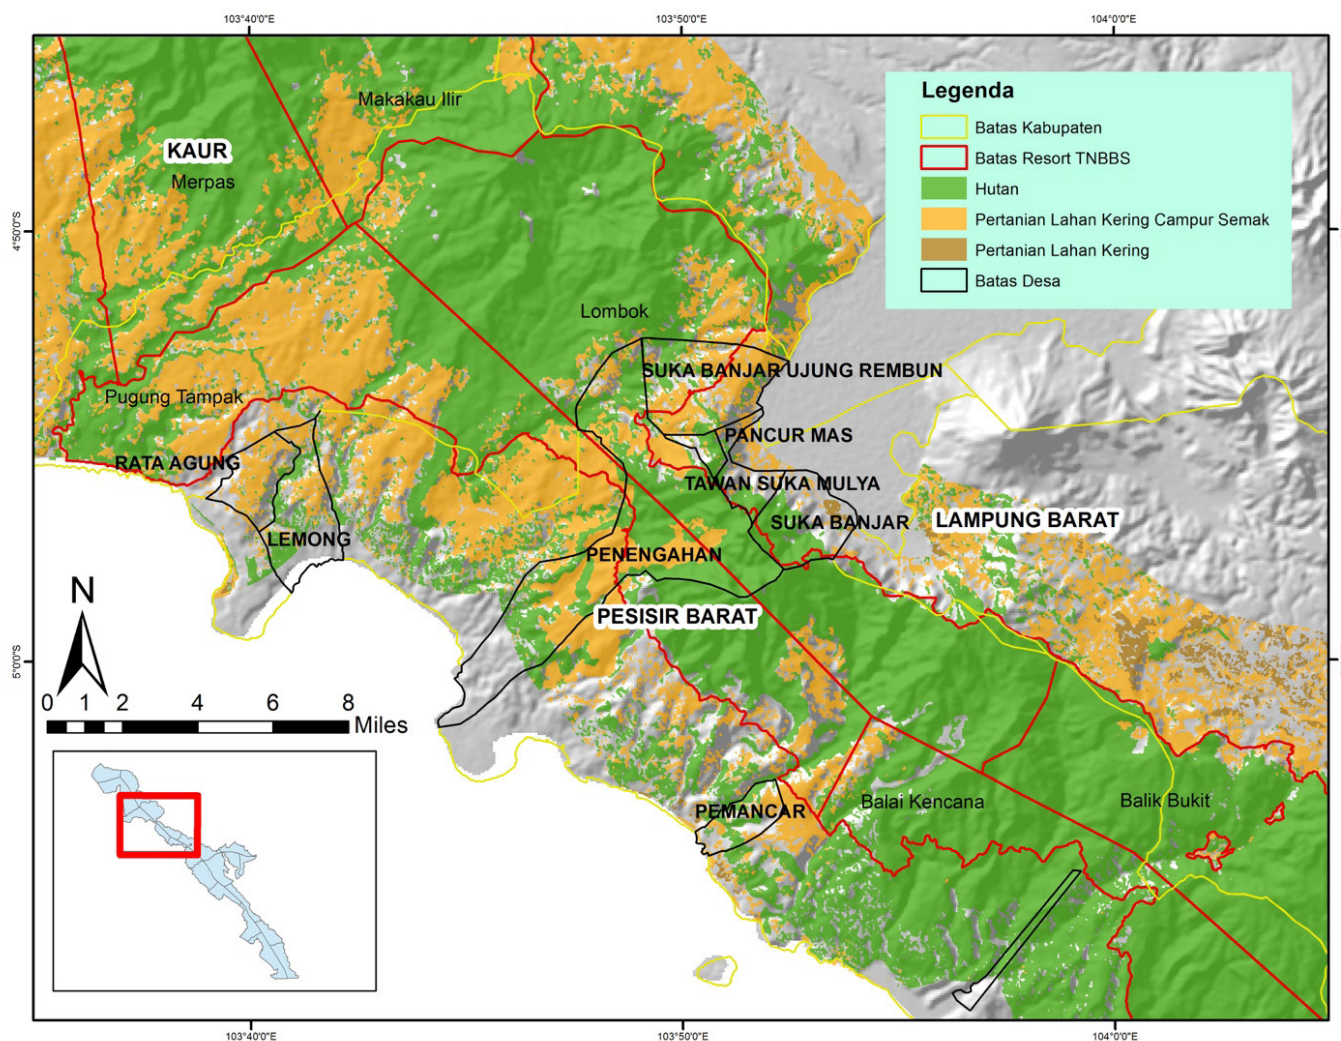 103°40'0"E
103°50'0"E
104°0'0"E
Legenda
Batas Kabupaten
Batas Resort TNBBS
Hutan
Pertanian Lahan Kering Campur Semak
Pertanian Lahan Kering
Batas Desa
Makakau Ilir
KAUR
Merpas
4°50'0"S
Lombok
SUKA BANJAR UJUNG REMBUN
Pugung Tampak
PANCUR MAS
RATA AGUNG
TAWAN SUKA MULYA
SUKA BANJAR
LAMPUNG BARAT
LEMONG
PENENGAHAN
PESISIR BARAT
N
5°0'0"S
0 1 2 4 6 8
Miles
PEMANCAR
Balai Kencana
Balik Bukit
103°40'0"E
103°50'0"E
104°0'0"E